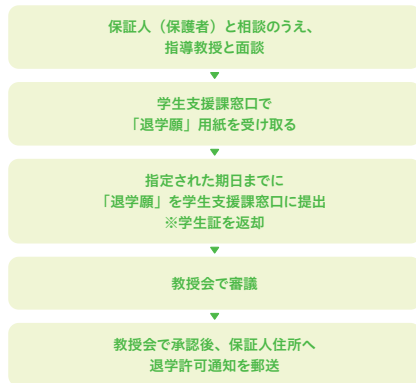 保証人（保護者）と相談のうえ、
指導教授と面談
学生支援課窓口で
「退学願」用紙を受け取る
指定された期日までに
「退学願」を学生支援課窓口に提出
※学生証を返却
教授会で審議
教授会で承認後、保証人住所へ
退学許可通知を郵送